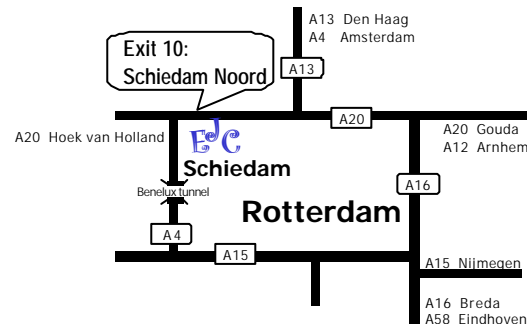 A13 Den Haag
A4 Amsterdam
Exit 10:
Schiedam Noord
A13
A20
A20 Hoek van Holland
EJC
A20 Gouda
A12 Arnhem
Schiedam
Benelux tunnel
A16
Rotterdam
A4
A15
A15 Nijmegen
A16 Breda
A58 Eindhoven